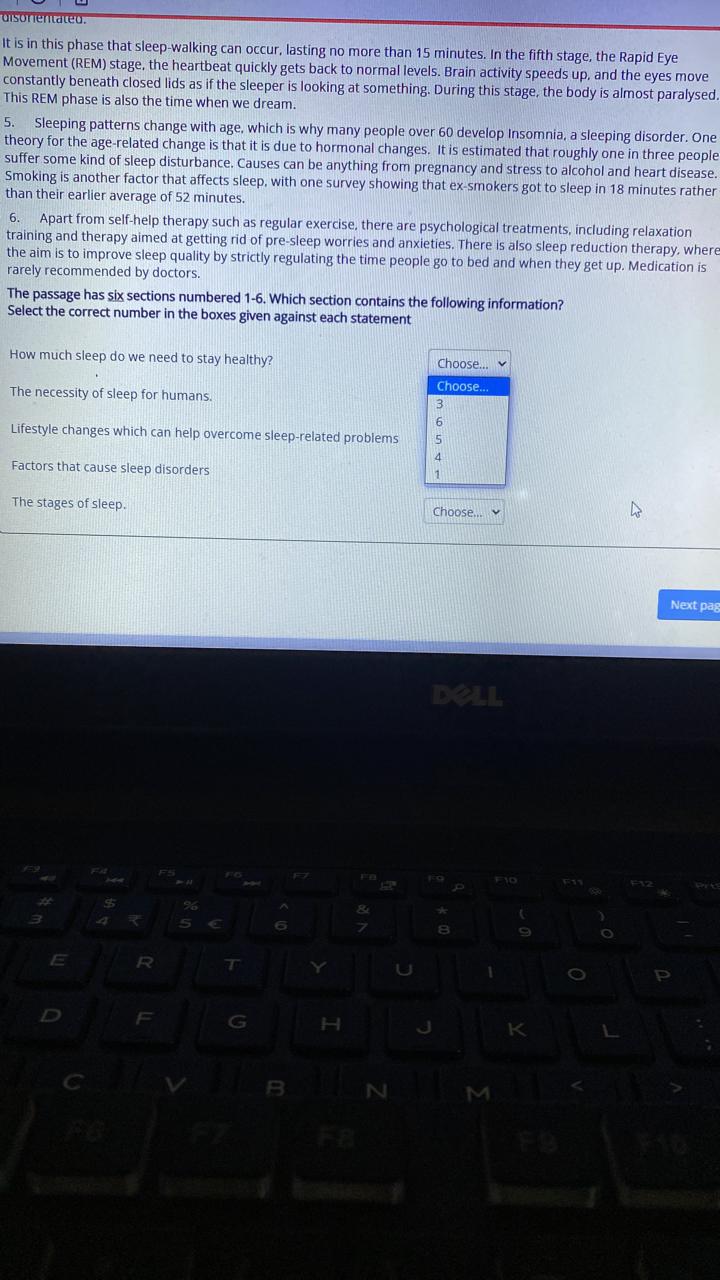 disorientated.
It is in this phase that sleep-walking can occur, lasting no more than 15 minutes. In the fifth stage, the Rapid Eye
Movement (REM) stage, the heartbeat quickly gets back to normal levels. Brain activity speeds up, and the eyes move
constantly beneath closed lids as if the sleeper is looking at something. During this stage, the body is almost paralysed.
This REM phase is also the time when we dream.
5. Sleeping patterns change with age, which is why many people over 60 develop Insomnia, a sleeping disorder. One
theory for the age-related change is that it is due to hormonal changes. It is estimated that roughly one in three people
suffer some kind of sleep disturbance. Causes can be anything from pregnancy and stress to alcohol and heart disease.
Smoking is another factor that affects sleep, with one survey showing that ex-smokers got to sleep in 18 minutes rather
than their earlier average of 52 minutes.
6. Apart from self-help therapy such as regular exercise, there are psychological treatments, including relaxation
training and therapy aimed at getting rid of pre-sleep worries and anxieties. There is also sleep reduction therapy, where
the aim is to improve sleep quality by strictly regulating the time people go to bed and when they get up. Medication is
rarely recommended by doctors.
The passage has six sections numbered 1-6. Which section contains the following information?
Select the correct number in the boxes given against each statement
How much sleep do we need to stay healthy?
Choose...
Choose...
The necessity of sleep for humans.
3
6
Lifestyle changes which can help overcome sleep-related problems
5
4
Factors that cause sleep disorders
1
The stages of sleep.
Choose...
Next pag
DELL
F3 F4 F5 F6 F7 F8 F9 F10 F11 F12
# $ % ^ & * ( )
3 4 ₹ 5 € 6 7 8 9 0
E R T Y U I O P
D F G H J K L
C V B N M < >
F6 F7 F8 F9 F10